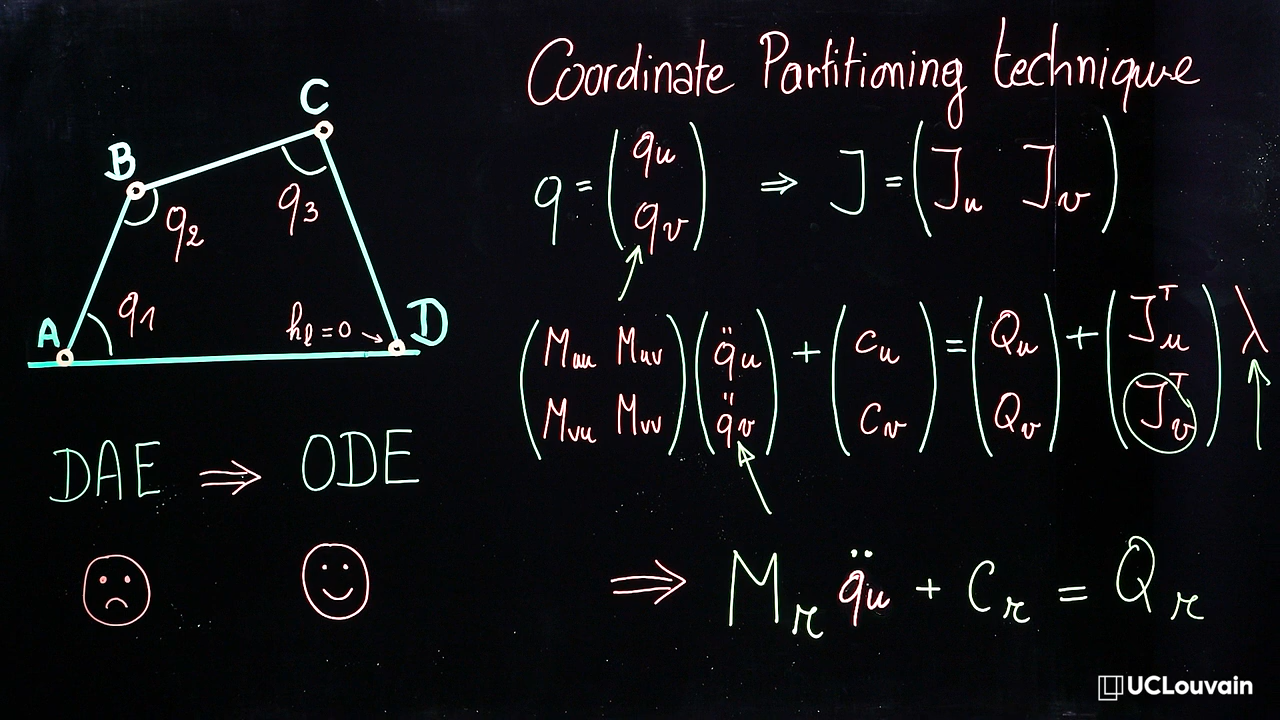 Coordinate Partitioning technique
C
B
q2
q3
q1
A
hl=0 → D
q = (qu qv) ⇒ J = (Ju Jv)
(Muu Muv Mvu Mvv) (q̈u q̈v) + (cu cv) = (Qu Qv) + (Juᵀ Jvᵀ) λ
DAE ⇒ ODE
⇒ Mr q̈u + Cr = Qr
UCLouvain